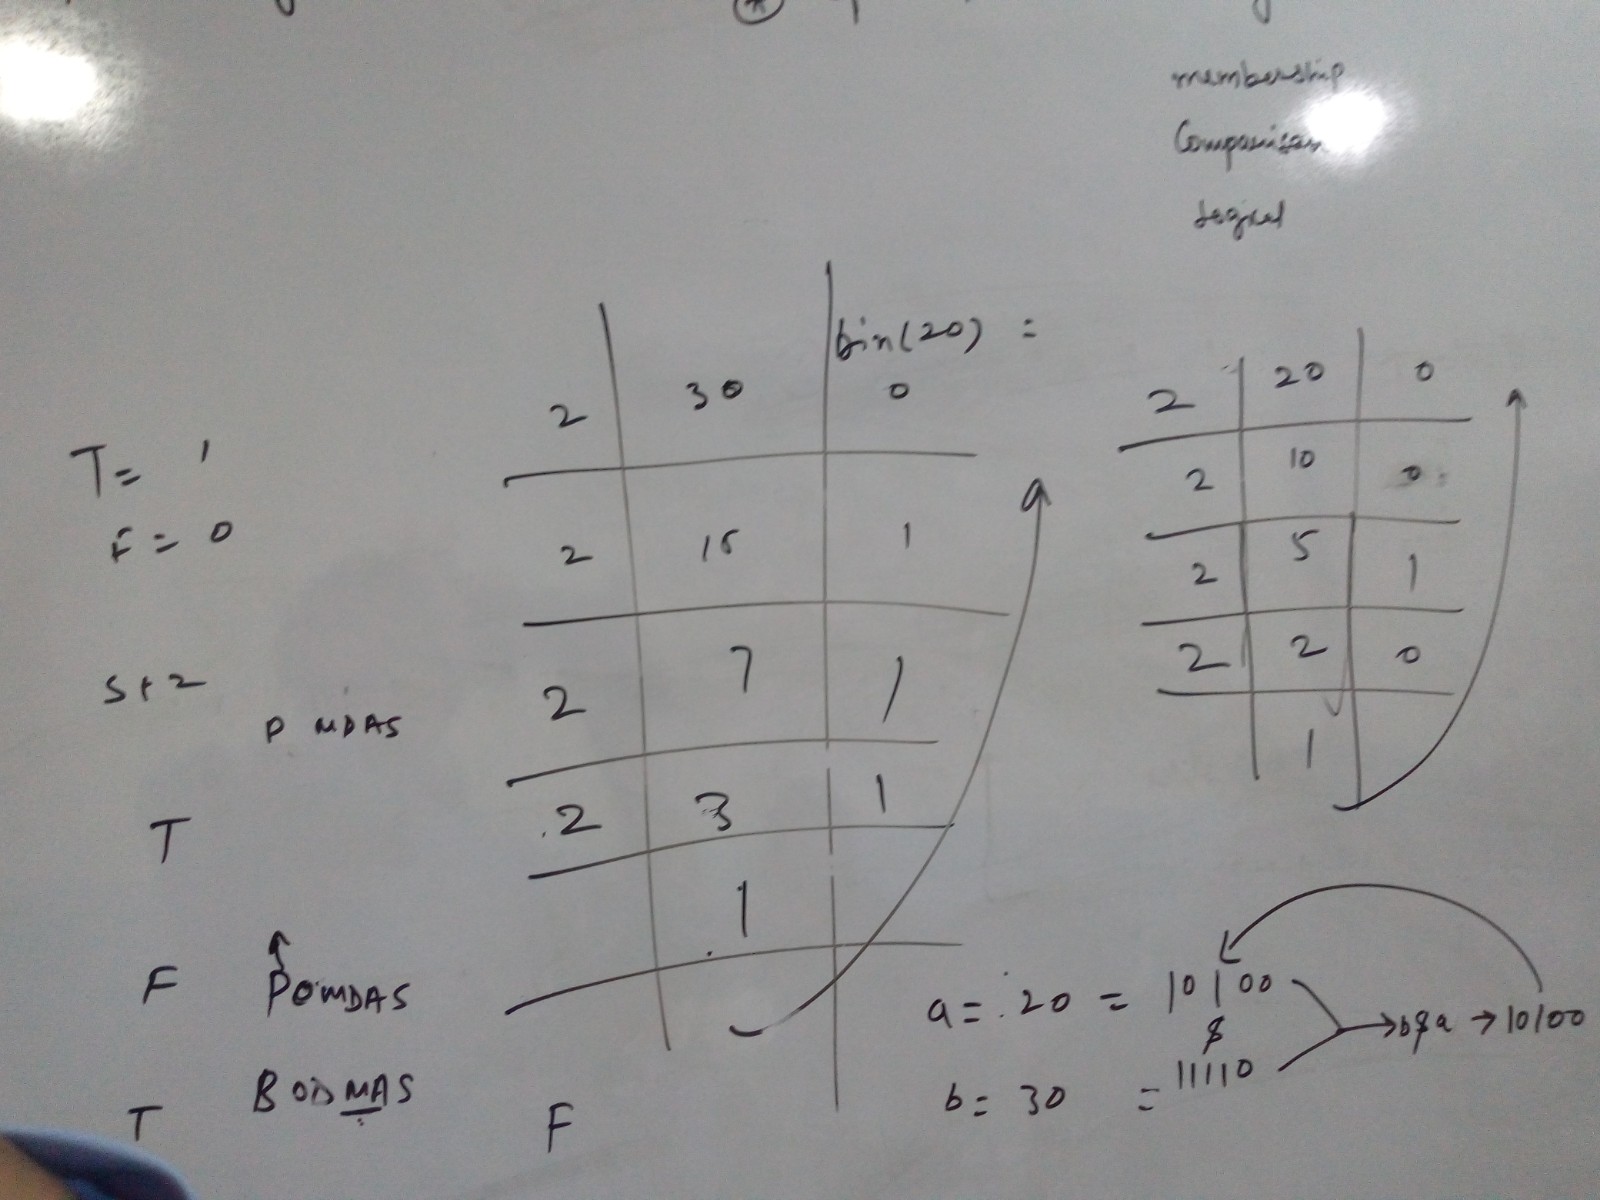 membership
Comparison
logical
bin(20) =
2 30 0
2 15 1
2 7 1
2 3 1
1
2 20 0
2 10 0
2 5 1
2 2 0
1
T= 1
F= 0
5+2
P MDAS
T
F POMDAS
T BODMAS F
a= 20 = 10100
&
b= 30 = 11110
→b&a → 10100